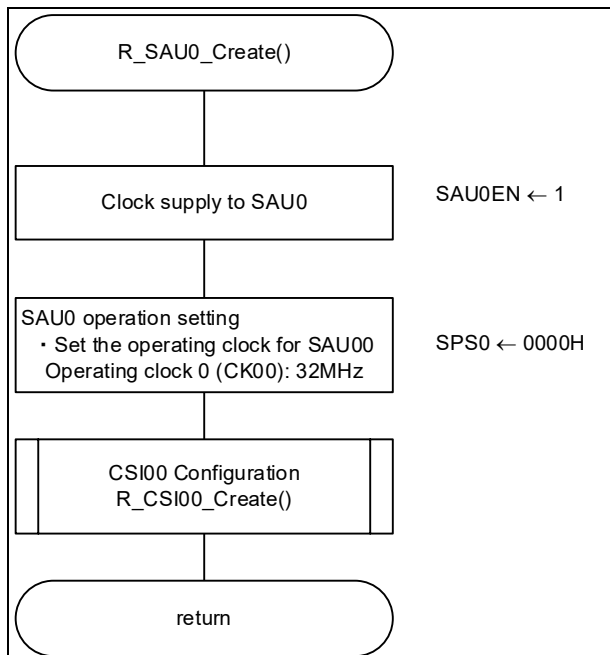 R_SAU0_Create()
Clock supply to SAU0
SAU0EN ← 1
SAU0 operation setting
・Set the operating clock for SAU00
Operating clock 0 (CK00): 32MHz
SPS0 ← 0000H
CSI00 Configuration
R_CSI00_Create()
return